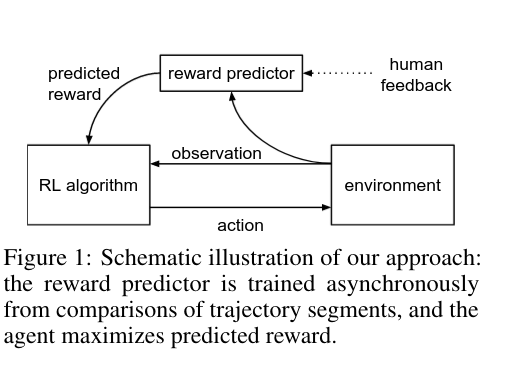 predicted
reward
reward predictor
human
feedback
observation
RL algorithm
environment
action
Figure 1: Schematic illustration of our approach:
the reward predictor is trained asynchronously
from comparisons of trajectory segments, and the
agent maximizes predicted reward.